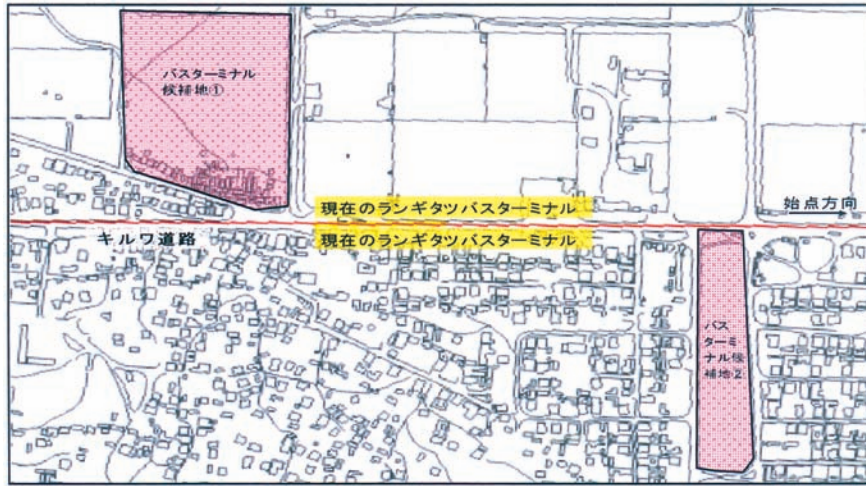 バスターミナル
候補地①
現在のランギタツバスターミナル
始点方向
キルワ道路
現在のランギタツバスターミナル
バス
ターミ
ナル候
補地2